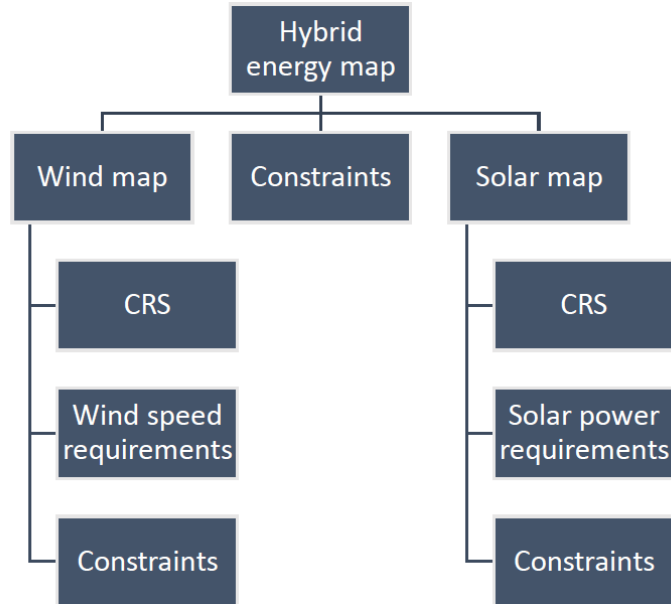 Hybrid
energy map
Wind map
Constraints
Solar map
CRS
CRS
Wind speed
requirements
Solar power
requirements
Constraints
Constraints